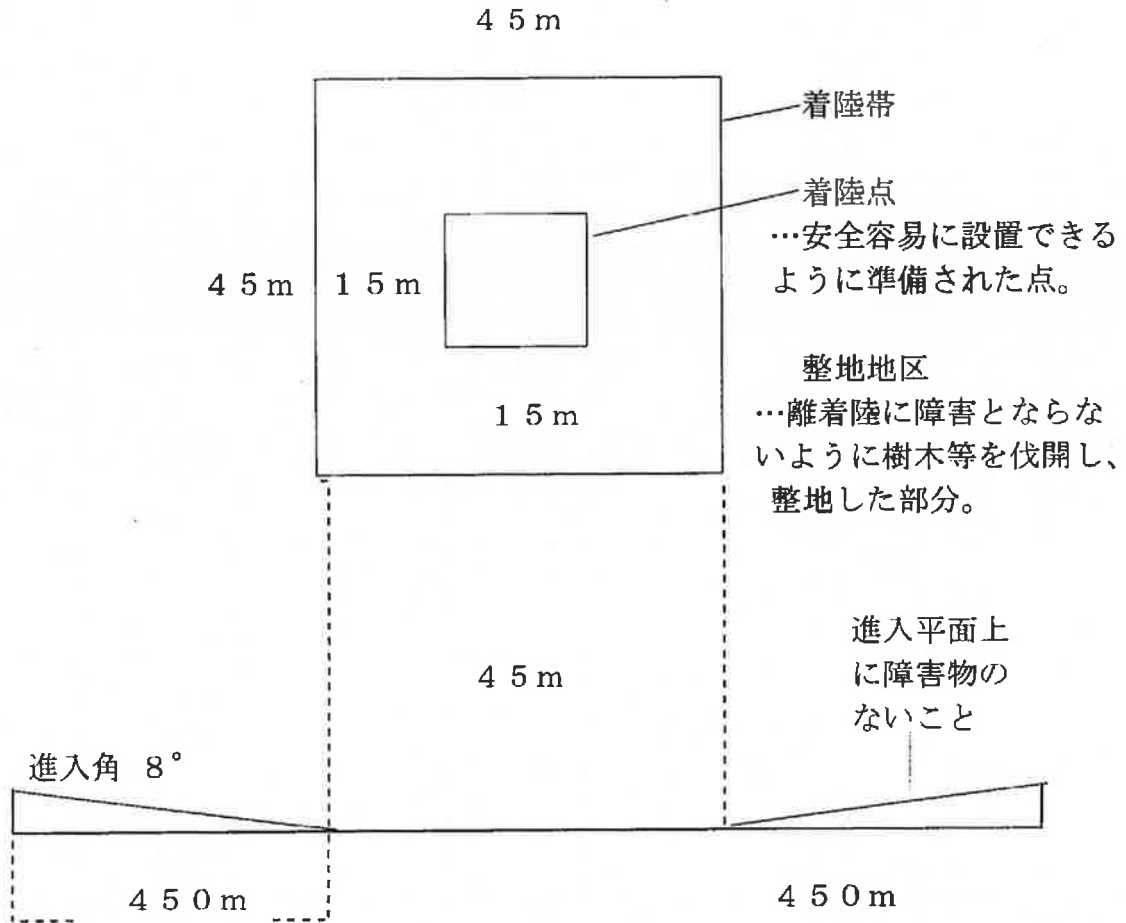 45m
着陸帯
着陸点
…安全容易に設置できる
ように準備された点。
45m
15m
整地地区
…離着陸に障害とならな
いように樹木等を伐開し、
整地した部分。
15m
45m
進入平面上
に障害物の
ないこと
進入角 8°
450m
450m